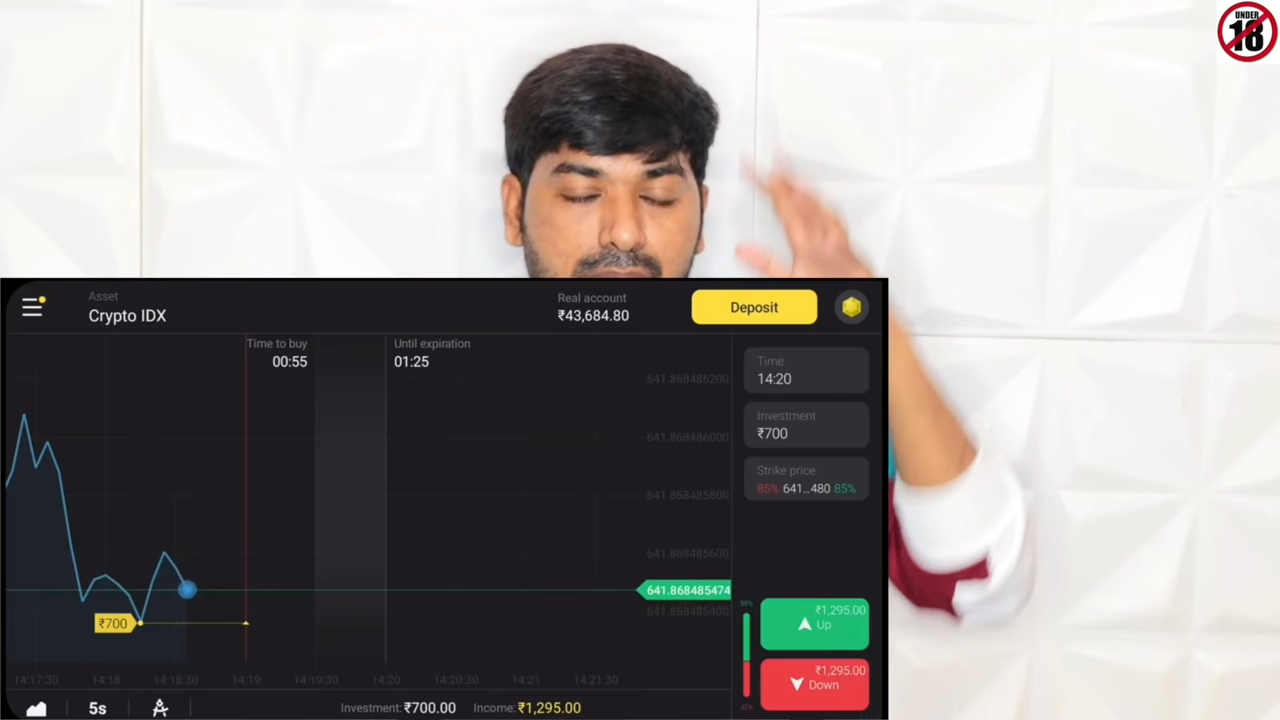 UNDER
18
Asset
Crypto IDX
Real account
₹43,684.80
Deposit
Time to buy
00:55
Until expiration
01:25
641.868486200
641.868486000
641.868485800
641.868485600
641.868485474
641.868485400
Time
14:20
Investment
₹700
Strike price
85% 641...480 85%
₹700
₹1,295.00
Up
₹1,295.00
Down
14:17:30
14:18
14:18:30
14:19
14:19:30
14:20
14:20:30
14:21
14:21:30
5s
Investment: ₹700.00
Income: ₹1,295.00